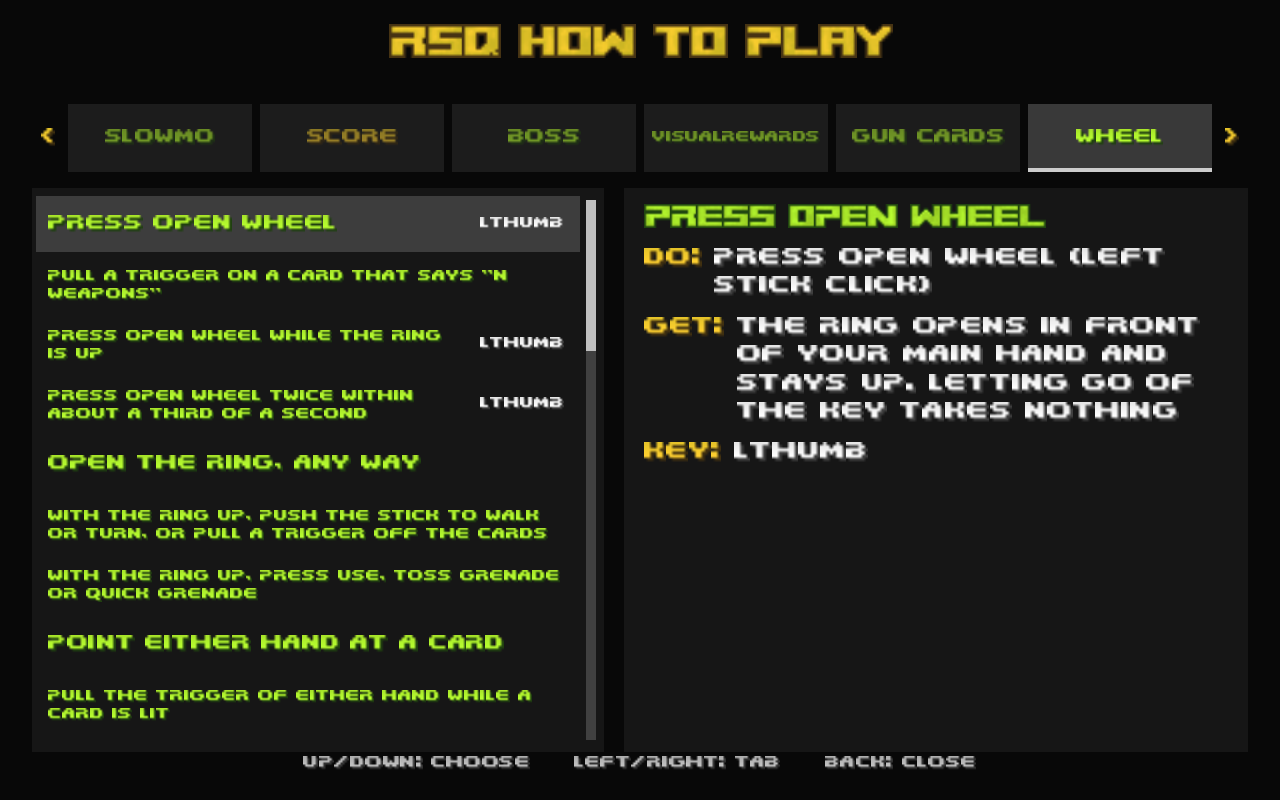 RSQ HOW TO PLAY
< SLOWMO SCORE BOSS VISUALREWARDS GUN CARDS WHEEL >
PRESS OPEN WHEEL LTHUMB
PULL A TRIGGER ON A CARD THAT SAYS "N
WEAPONS"
PRESS OPEN WHEEL WHILE THE RING
IS UP LTHUMB
PRESS OPEN WHEEL TWICE WITHIN
ABOUT A THIRD OF A SECOND LTHUMB
OPEN THE RING, ANY WAY
WITH THE RING UP, PUSH THE STICK TO WALK
OR TURN, OR PULL A TRIGGER OFF THE CARDS
WITH THE RING UP, PRESS USE, TOSS GRENADE
OR QUICK GRENADE
POINT EITHER HAND AT A CARD
PULL THE TRIGGER OF EITHER HAND WHILE A
CARD IS LIT
PRESS OPEN WHEEL
DO: PRESS OPEN WHEEL (LEFT
STICK CLICK)
GET: THE RING OPENS IN FRONT
OF YOUR MAIN HAND AND
STAYS UP. LETTING GO OF
THE KEY TAKES NOTHING
KEY: LTHUMB
UP/DOWN: CHOOSE LEFT/RIGHT: TAB BACK: CLOSE